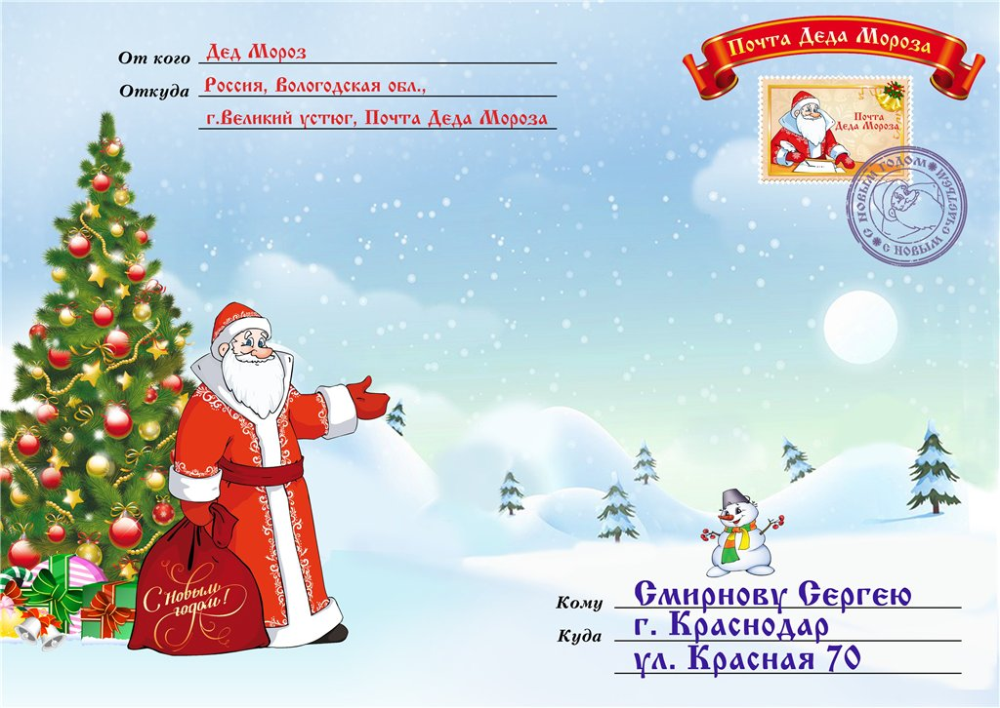 От кого Дед Мороз
Откуда Россия, Вологодская обл.,
г.Великий устюг, Почта Деда Мороза
Почта Деда Мороза
Почта
Деда Мороза
С НОВЫМ ГОДОМ
С НОВЫМ СЧАСТЬЕМ
С новым
годом!
Кому Смирнову Сергею
Куда г. Краснодар
ул. Красная 70